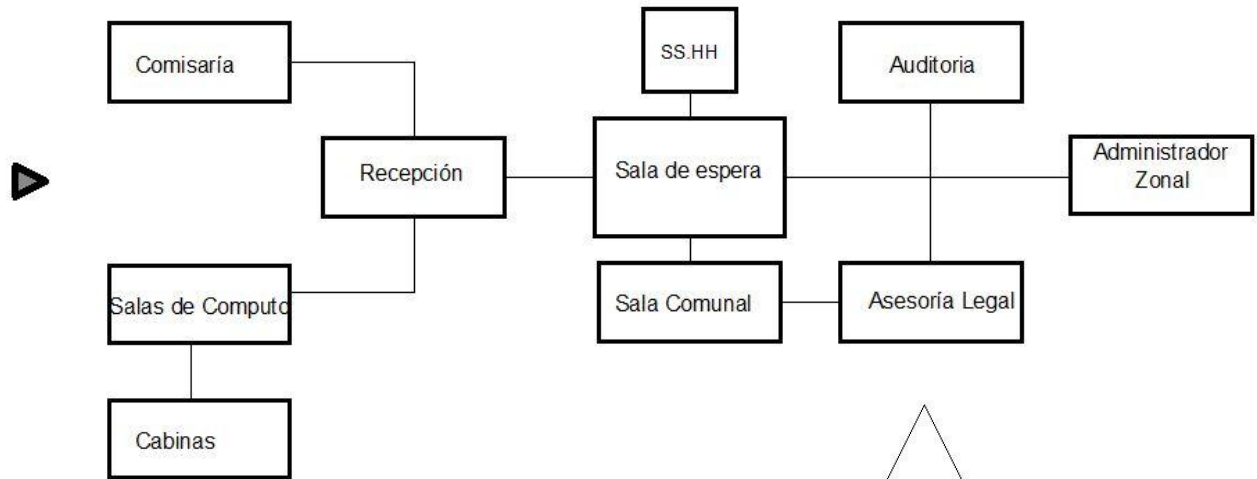 Comisaría
SS.HH
Auditoria
Recepción
Sala de espera
Administrador
Zonal
Salas de Computo
Sala Comunal
Asesoría Legal
Cabinas